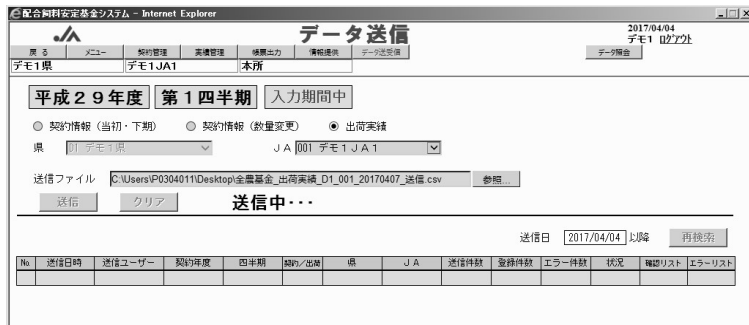 配合飼料安定基金システム - Internet Explorer
JA
データ送信
2017/04/04
デモ1 ログアウト
戻る メニュー 契約管理 実績管理 帳票出力 情報提供 データ送受信 データ照会
デモ1県 デモ1JA1 本所
平成29年度 第1四半期 入力期間中
契約情報（当初・下期） 契約情報（数量変更） 出荷実績
県 01 デモ1県 JA 001 デモ1JA1
送信ファイル C:\Users\P0304011\Desktop\全農基金_出荷実績_D1_001_20170407_送信.csv 参照...
送信 クリア 送信中・・・
送信日 2017/04/04 以降 再検索
No. 送信日時 送信ユーザー 契約年度 四半期 契約/出荷 県 JA 送信件数 登録件数 エラー件数 状況 確認リスト エラーリスト